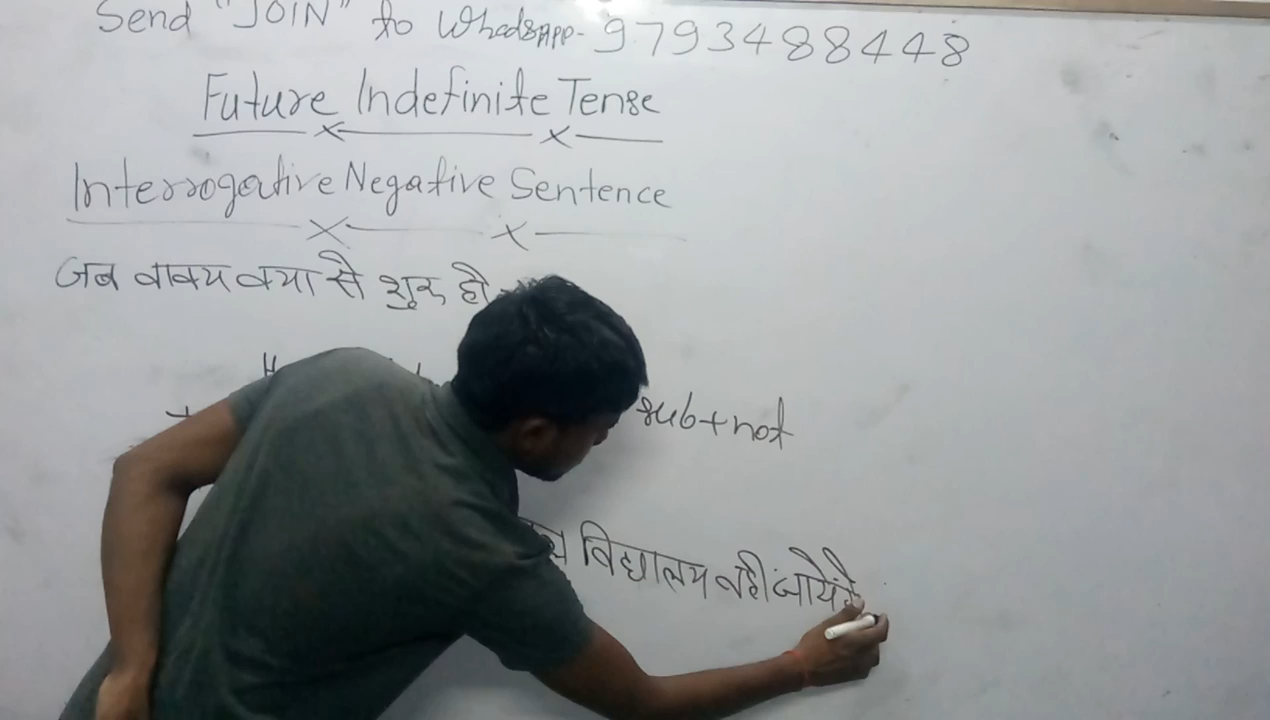 Send "JOIN" to WhatsApp- 9793488448
Future Indefinite Tense
Interrogative Negative Sentence
जब वाक्य क्या से शुरू हो
H
+ sub+not
विद्यालय नहीं जायेंगे